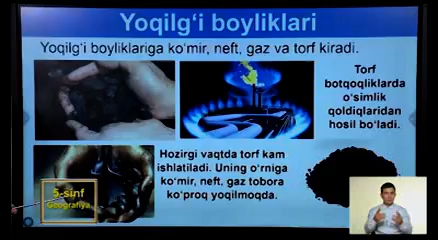 Yoqilg‘i boyliklari
Yoqilg‘i boyliklariga ko‘mir, neft, gaz va torf kiradi.
Torf
botqoqliklarda
o‘simlik
qoldiqlaridan
hosil bo‘ladi.
Hozirgi vaqtda torf kam
ishlatiladi. Uning o‘rniga
ko‘mir, neft, gaz tobora
ko‘proq yoqilmoqda.
5-sinf
Geografiya